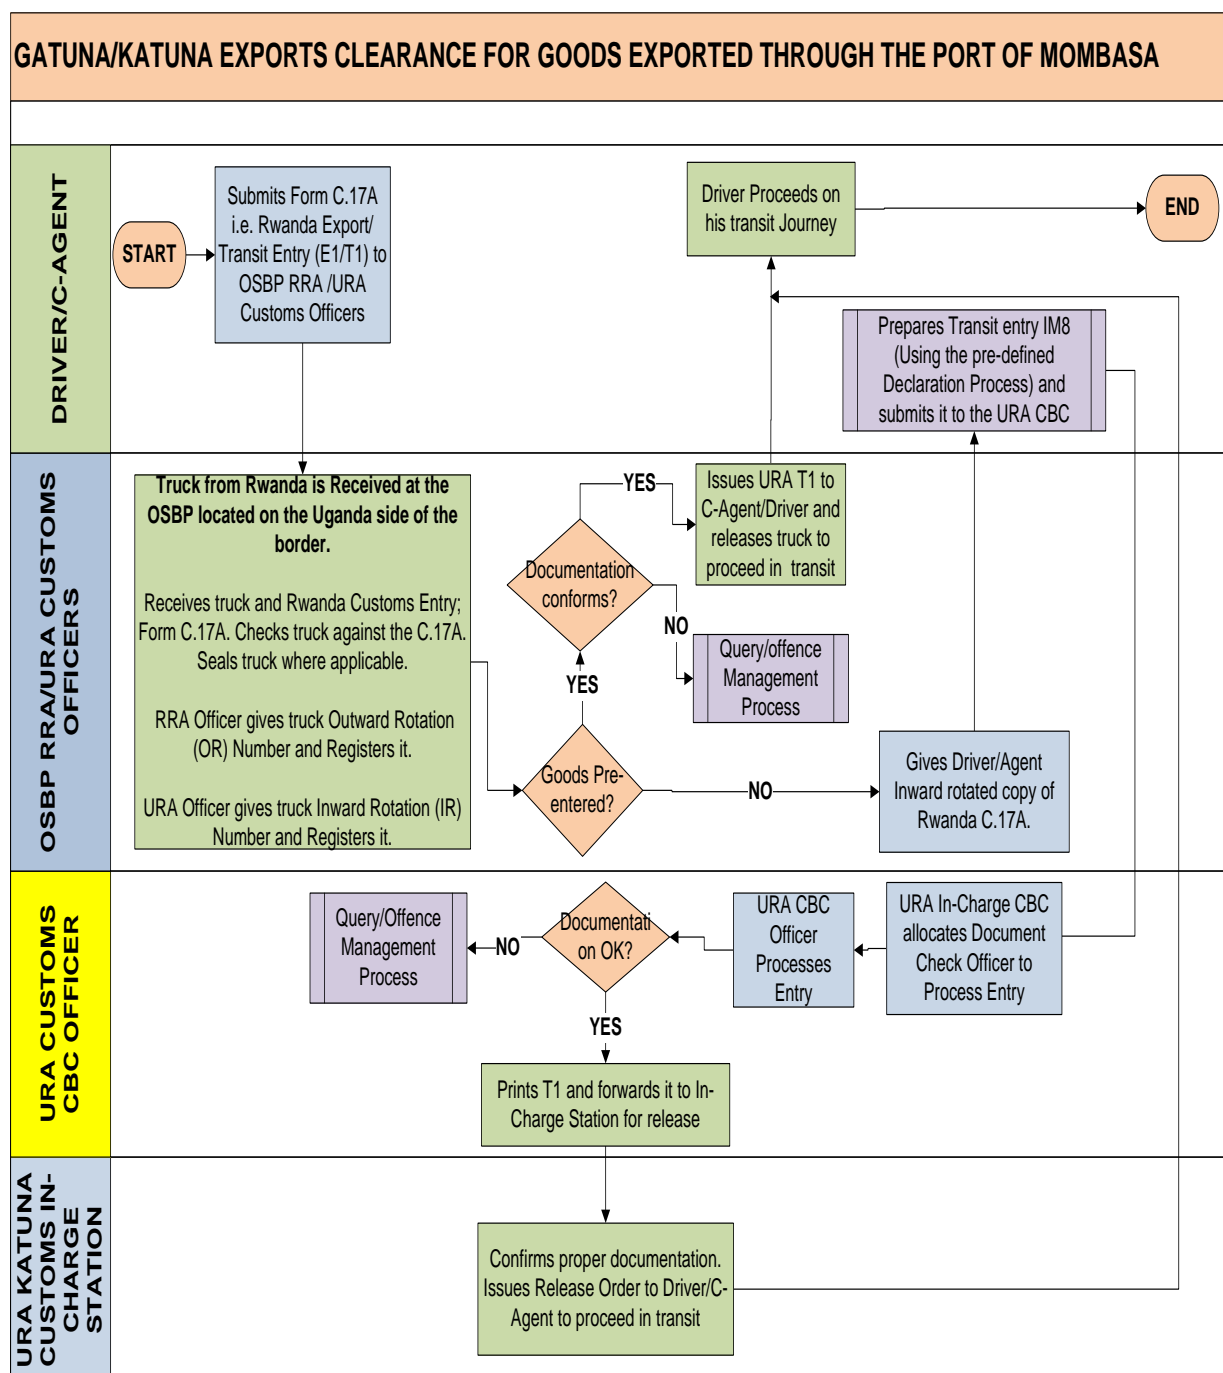 GATUNA/KATUNA EXPORTS CLEARANCE FOR GOODS EXPORTED THROUGH THE PORT OF MOMBASA
DRIVER/C-AGENT
START
Submits Form C.17A
i.e. Rwanda Export/
Transit Entry (E1/T1) to
OSBP RRA /URA
Customs Officers
Driver Proceeds on
his transit Journey
END
Prepares Transit entry IM8
(Using the pre-defined
Declaration Process) and
submits it to the URA CBC
OSBP RRA/URA CUSTOMS
OFFICERS
Truck from Rwanda is Received at the
OSBP located on the Uganda side of the
border.
Receives truck and Rwanda Customs Entry;
Form C.17A. Checks truck against the C.17A.
Seals truck where applicable.
RRA Officer gives truck Outward Rotation
(OR) Number and Registers it.
URA Officer gives truck Inward Rotation (IR)
Number and Registers it.
Goods Pre-
entered?
YES
Documentation
conforms?
YES
Issues URA T1 to
C-Agent/Driver and
releases truck to
proceed in transit
NO
Query/offence
Management
Process
NO
Gives Driver/Agent
Inward rotated copy of
Rwanda C.17A.
URA CUSTOMS
CBC OFFICER
URA In-Charge CBC
allocates Document
Check Officer to
Process Entry
URA CBC
Officer
Processes
Entry
Documentati
on OK?
NO
Query/Offence
Management
Process
YES
Prints T1 and forwards it to In-
Charge Station for release
URA KATUNA
CUSTOMS IN-
CHARGE
STATION
Confirms proper documentation.
Issues Release Order to Driver/C-
Agent to proceed in transit